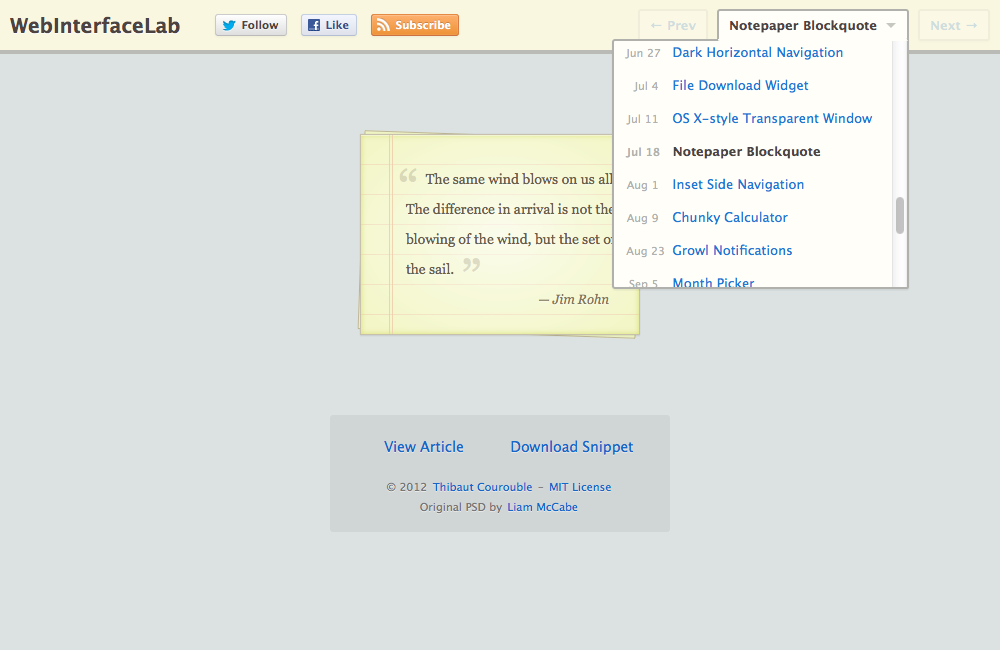 WebInterfaceLab
Follow
Like
Subscribe
← Prev
Notepaper Blockquote
Next →
Jun 27 Dark Horizontal Navigation
Jul 4 File Download Widget
Jul 11 OS X-style Transparent Window
Jul 18 Notepaper Blockquote
Aug 1 Inset Side Navigation
Aug 9 Chunky Calculator
Aug 23 Growl Notifications
Sep 5 Month Picker
“ The same wind blows on us all
The difference in arrival is not the
blowing of the wind, but the set of
the sail. ”
— Jim Rohn
View Article
Download Snippet
© 2012 Thibaut Courouble – MIT License
Original PSD by Liam McCabe